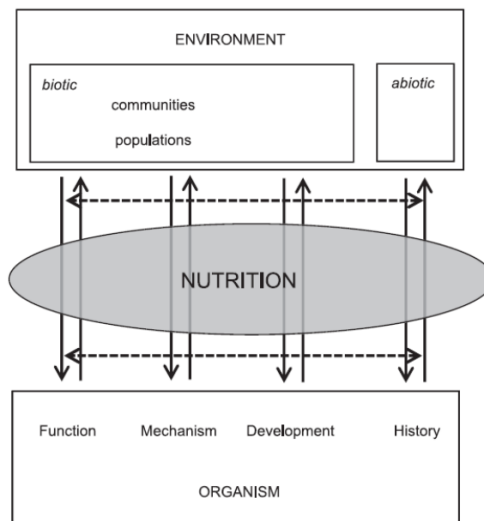 ENVIRONMENT
biotic
abiotic
communities
populations
NUTRITION
Function Mechanism Development History
ORGANISM